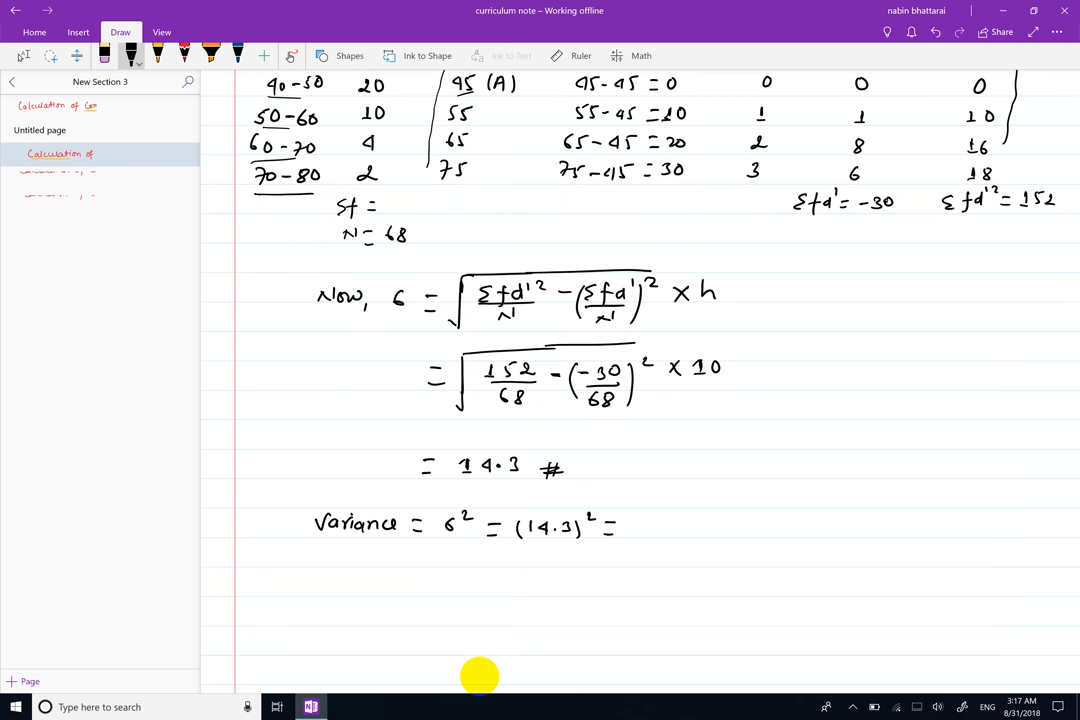 curriculum note – Working offline
nabin bhattarai
Home Insert Draw View
Share
Shapes Ink to Shape Ink to Text Ruler Math
New Section 3
Calculation of Coo
Untitled page
Calculation of
40-50 20 45 (A) 45-45=0 0 0 0
50-60 10 55 55-45=10 1 1 10
60-70 4 65 65-45=20 2 8 16
70-80 2 75 75-45=30 3 6 18
Σf =
N = 68
Σfd' = -30 Σfd'² = 152
Now, σ = √(Σfd'²/N - (Σfd'/N)²) × h
= √(152/68 - (-30/68)²) × 10
= 14.3 #
Variance = σ² = (14.3)² =
+ Page
Type here to search
ENG
3:17 AM
8/31/2018